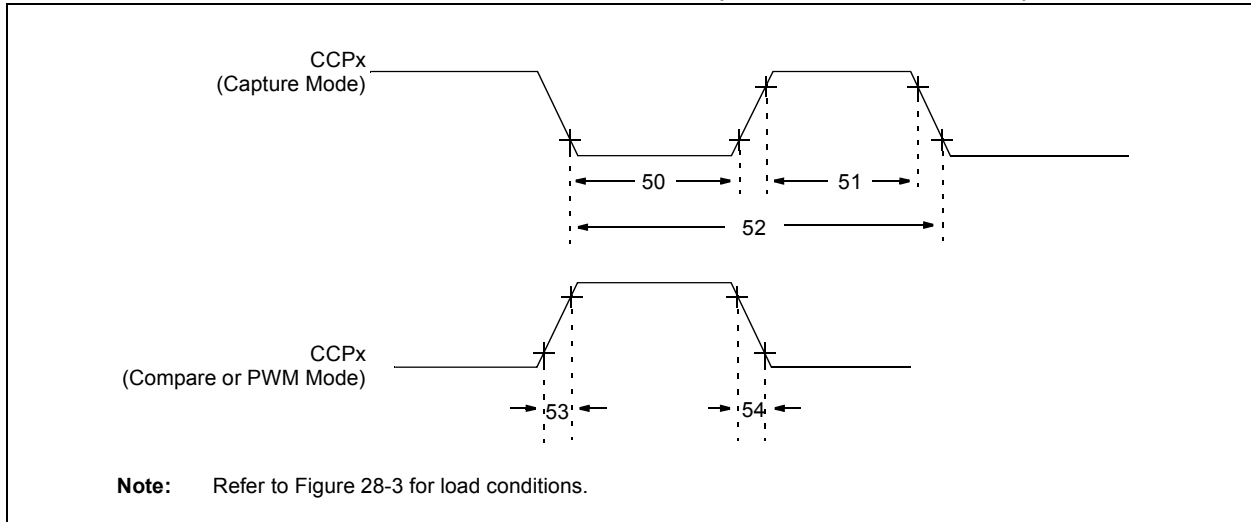 CCPx
(Capture Mode)
50
51
52
CCPx
(Compare or PWM Mode)
53
54
Note: Refer to Figure 28-3 for load conditions.